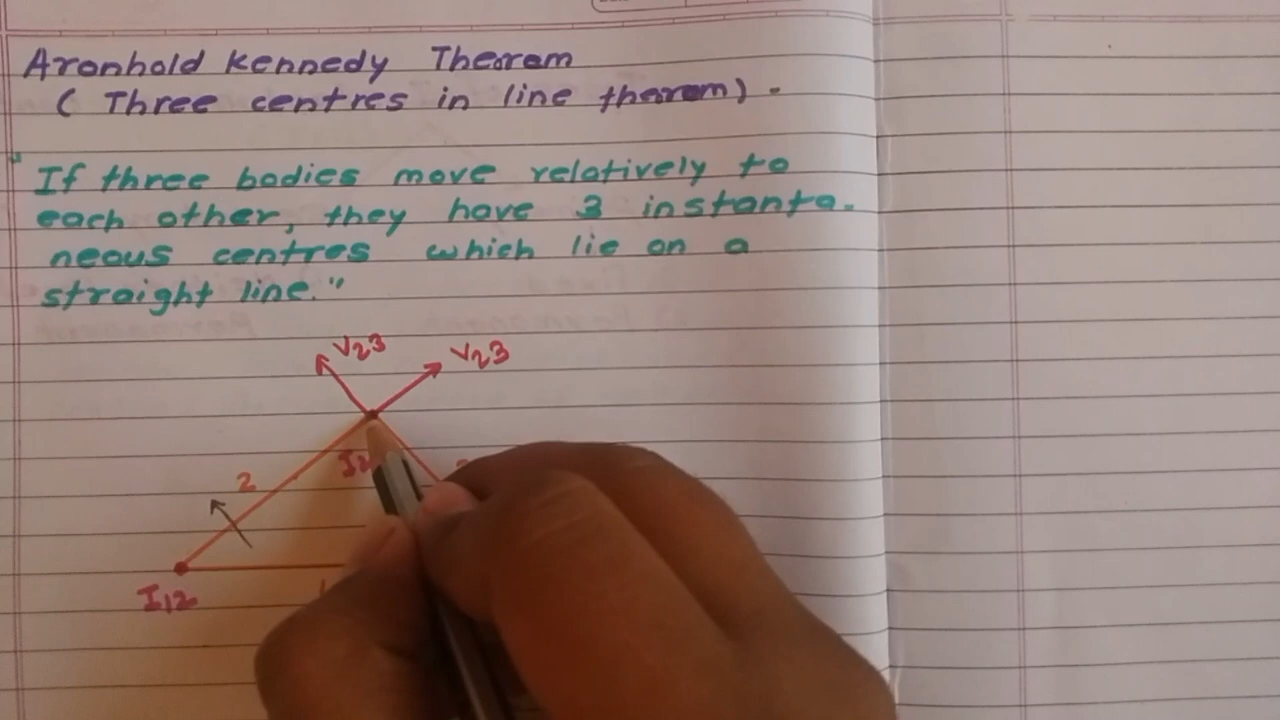 Aronhold Kennedy Theorem
( Three centres in line theorem) -
"If three bodies move relatively to
each other, they have 3 instanta-
neous centres which lie on a
straight line."
V23 V23
2
I12